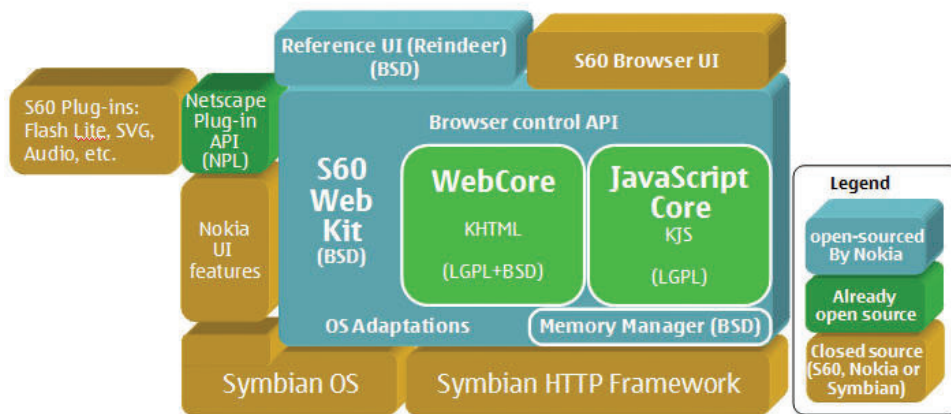 Reference UI (Reindeer)
(BSD)
S60 Browser UI
S60 Plug-ins:
Flash Lite, SVG,
Audio, etc.
Netscape
Plug-in
API
(NPL)
Browser control API
S60
Web
Kit
(BSD)
WebCore
KHTML
(LGPL+BSD)
JavaScript
Core
KJS
(LGPL)
Nokia
UI
features
OS Adaptations
Memory Manager (BSD)
Symbian OS
Symbian HTTP Framework
Legend
open-sourced
By Nokia
Already
open source
Closed source
(S60, Nokia or
Symbian)